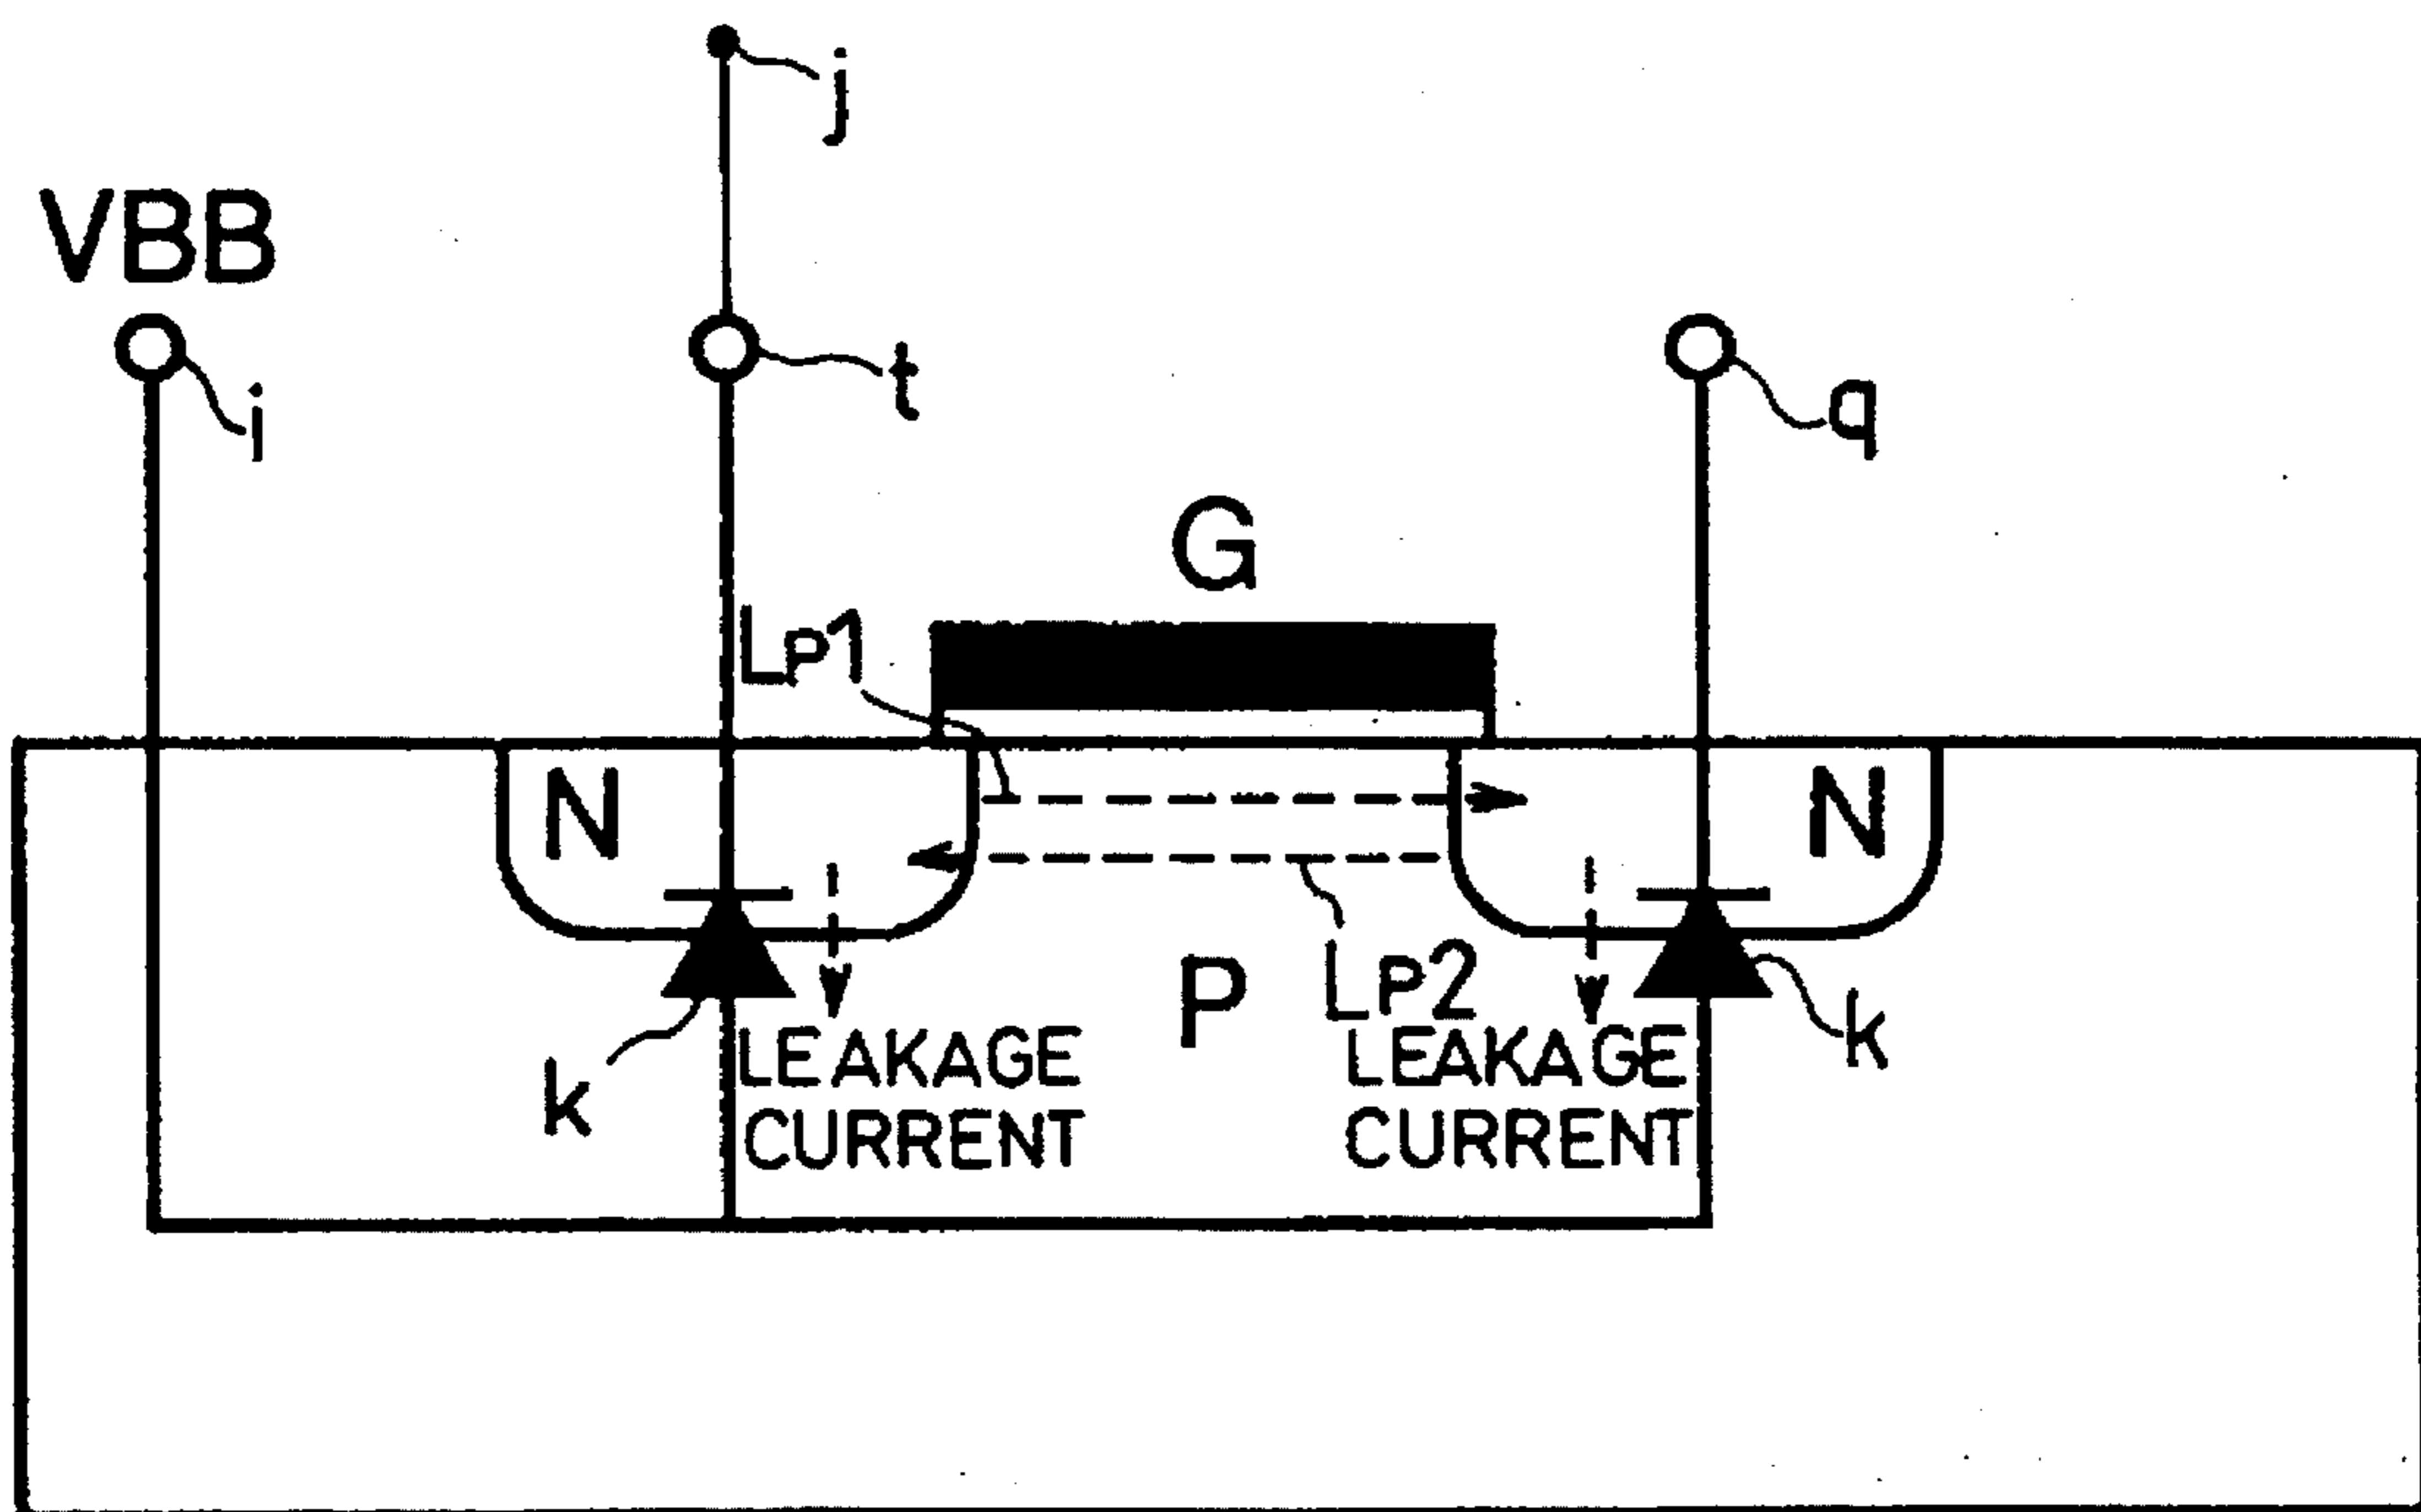 j
VBB
i
t
q
G
LP1
N
N
P
LP2
k
LEAKAGE
CURRENT
LEAKAGE
CURRENT
k